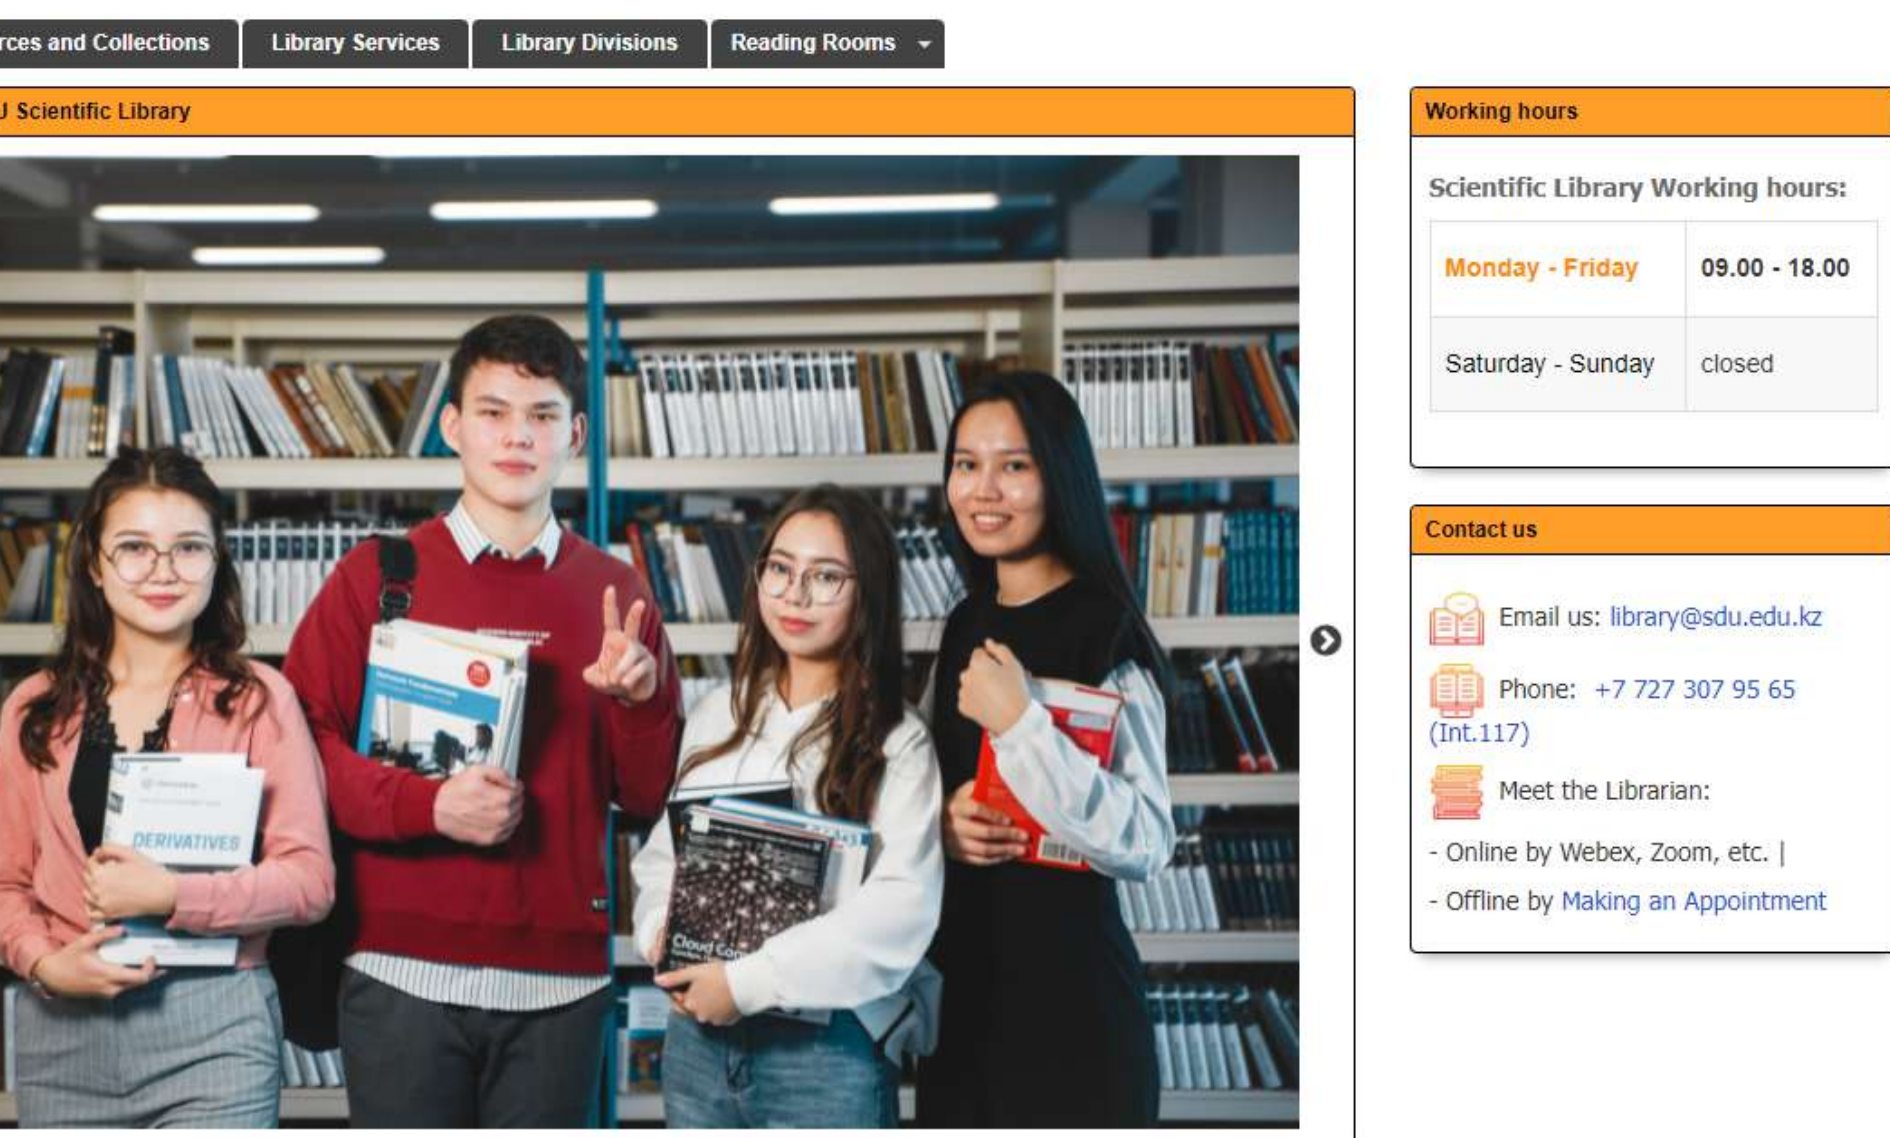 rces and Collections
Library Services
Library Divisions
Reading Rooms
Scientific Library
Working hours
Scientific Library Working hours:
Monday - Friday 09.00 - 18.00
Saturday - Sunday closed
Contact us
Email us: library@sdu.edu.kz
Phone: +7 727 307 95 65
(Int.117)
Meet the Librarian:
- Online by Webex, Zoom, etc. |
- Offline by Making an Appointment
DERIVATIVES
Cloud